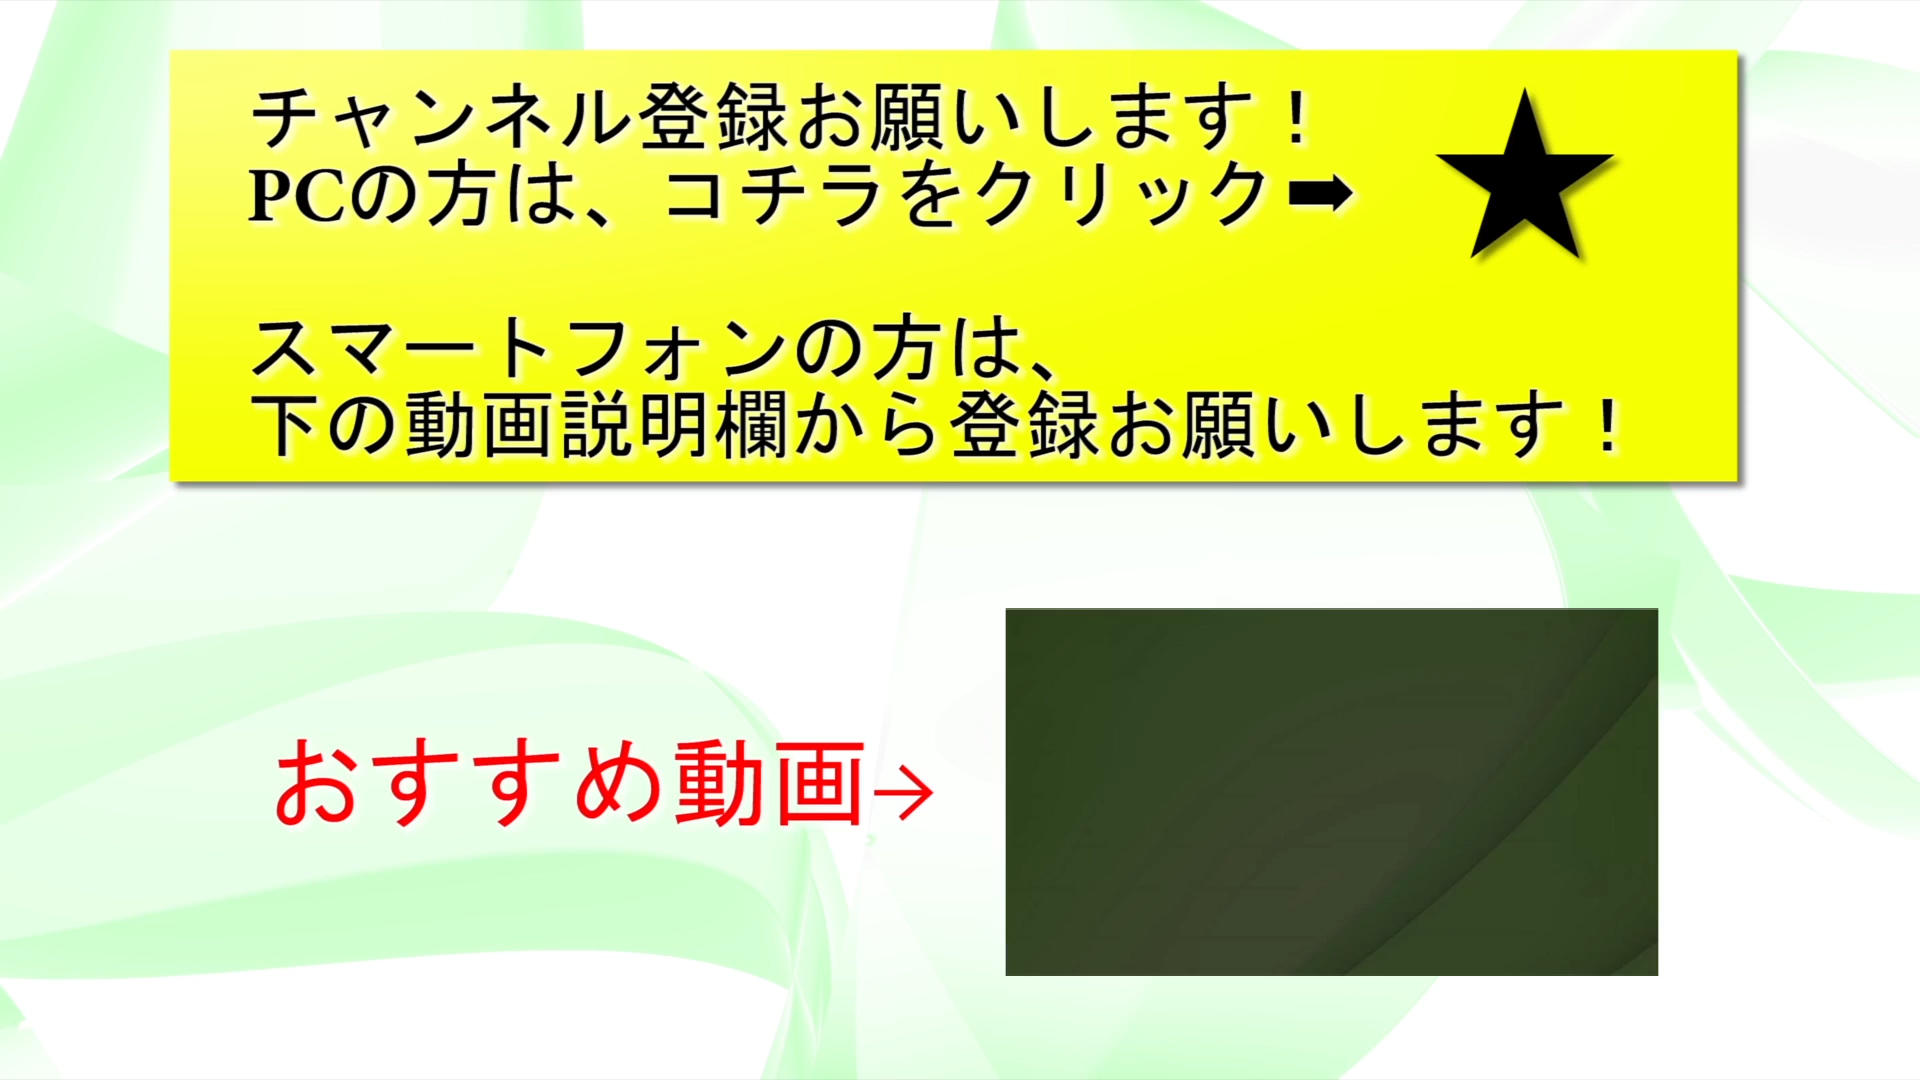 チャンネル登録お願いします！
PCの方は、コチラをクリック➡
スマートフォンの方は、
下の動画説明欄から登録お願いします！
おすすめ動画→